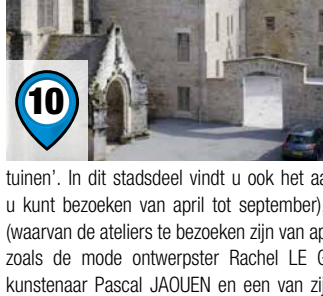 10
tuinen'. In dit stadsdeel vindt u ook het
u kunt bezoeken van april tot september)
(waarvan de ateliers te bezoeken zijn van
zoals de mode ontwerpster Rachel LE
kunstenaar Pascal JAOUEN en een van